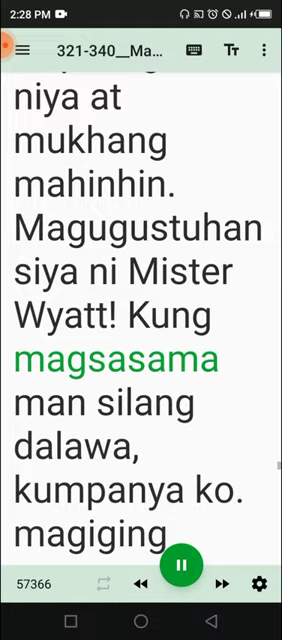 2:28 PM
321-340__Ma...
niya at
mukhang
mahinhin.
Magugustuhan
siya ni Mister
Wyatt! Kung
magsasama
man silang
dalawa,
kumpanya ko.
magiging
57366